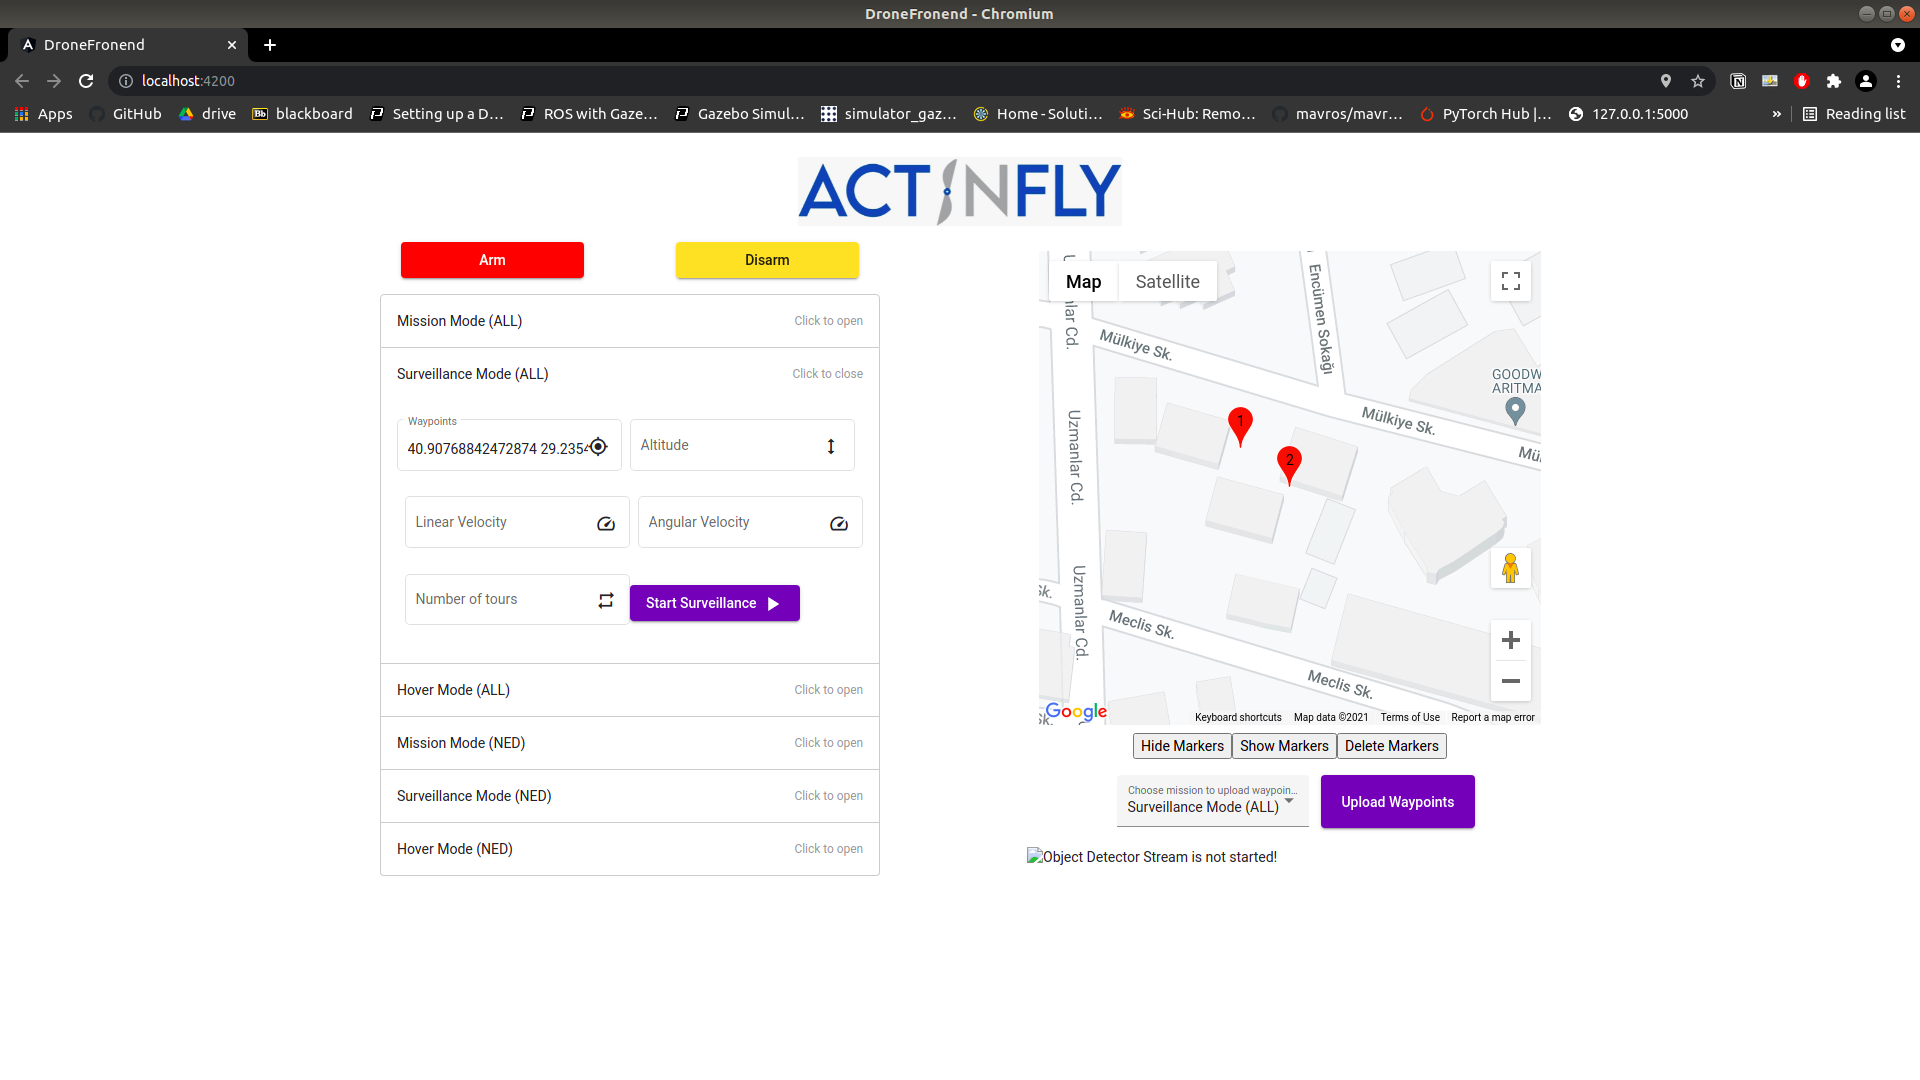 DroneFronend - Chromium
DroneFronend
localhost:4200
Apps GitHub drive Bb blackboard Setting up a D… ROS with Gaze… Gazebo Simul… simulator_gaz… Home - Soluti… Sci-Hub: Remo… mavros/mavr… PyTorch Hub |… 127.0.0.1:5000 » Reading list
ACTINFLY
Arm Disarm
Mission Mode (ALL) Click to open
Surveillance Mode (ALL) Click to close
Waypoints
40.90768842472874 29.2354
Altitude
Linear Velocity
Angular Velocity
Number of tours
Start Surveillance
Hover Mode (ALL) Click to open
Mission Mode (NED) Click to open
Surveillance Mode (NED) Click to open
Hover Mode (NED) Click to open
Map Satellite
Encümen Sokağı
Mülkiye Sk.
GOODW
ARITMA
1
Mülkiye Sk.
Mü
2
Uzmanlar Cd.
Uzmanlar Cd.
Sk.
Meclis Sk.
Meclis Sk.
Sk.
Google
Keyboard shortcuts Map data ©2021 Terms of Use Report a map error
Hide Markers Show Markers Delete Markers
Choose mission to upload waypoin…
Surveillance Mode (ALL)
Upload Waypoints
Object Detector Stream is not started!